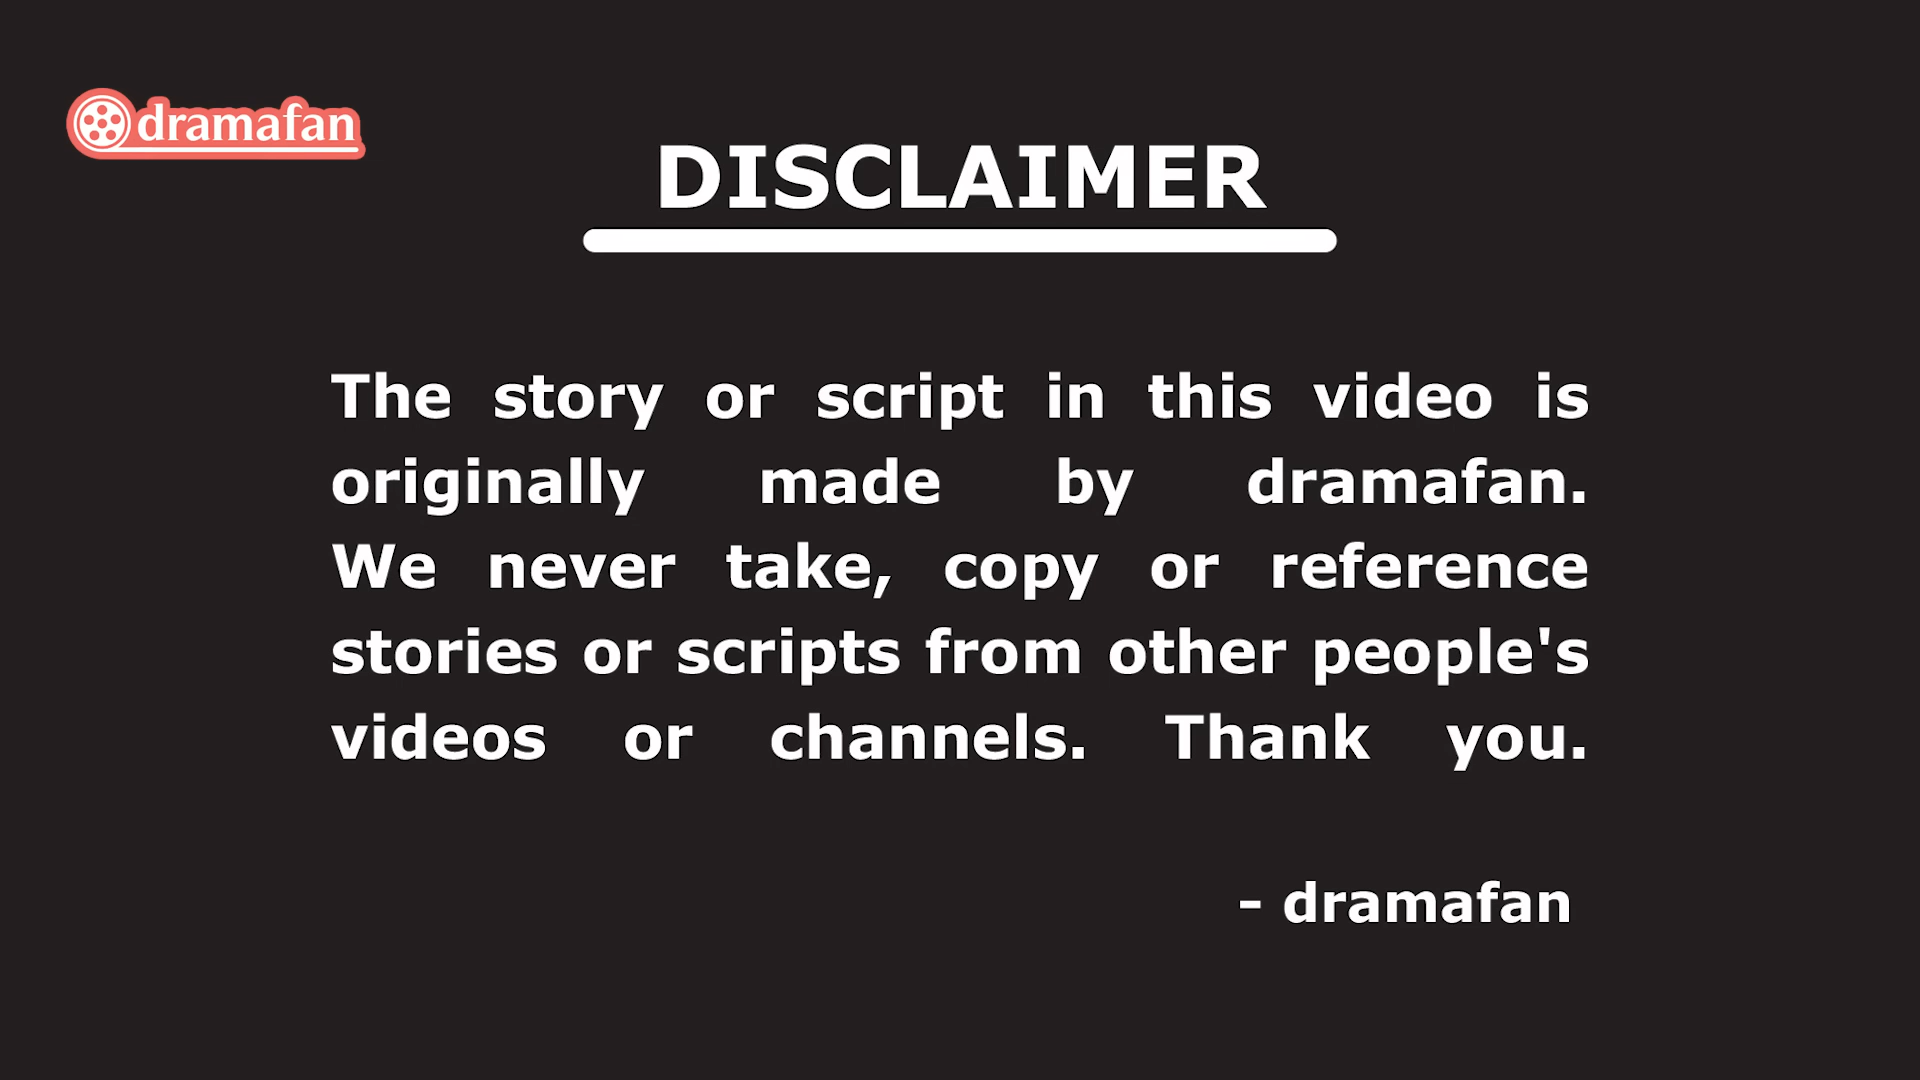 dramafan
DISCLAIMER
The story or script in this video is
originally made by dramafan.
We never take, copy or reference
stories or scripts from other people's
videos or channels. Thank you.
- dramafan